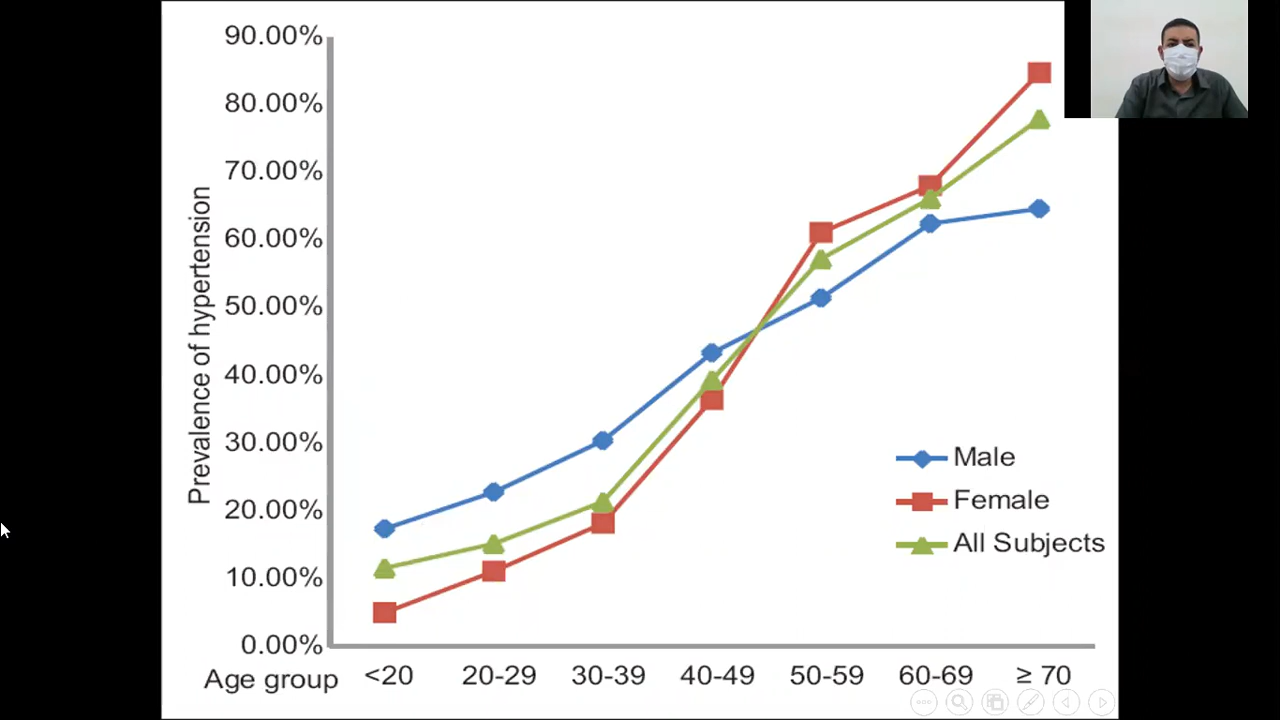 90.00%
80.00%
70.00%
60.00%
50.00%
40.00%
30.00%
20.00%
10.00%
0.00%
Prevalence of hypertension
Male
Female
All Subjects
Age group <20 20-29 30-39 40-49 50-59 60-69 ≥ 70